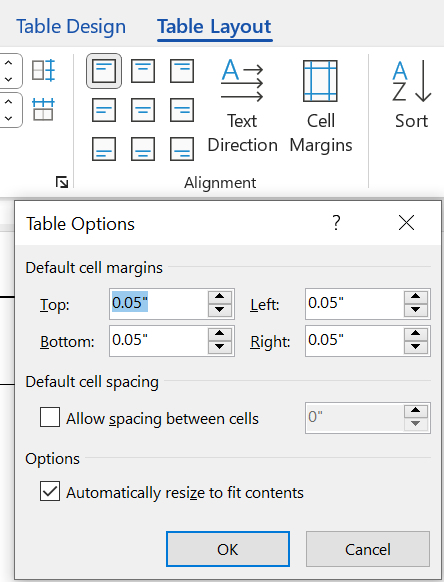 Table Design Table Layout
Text Direction
Cell Margins
A Z Sort
Alignment
Table Options ?
Default cell margins
Top: 0.05" Left: 0.05"
Bottom: 0.05" Right: 0.05"
Default cell spacing
Allow spacing between cells 0"
Options
Automatically resize to fit contents
OK Cancel